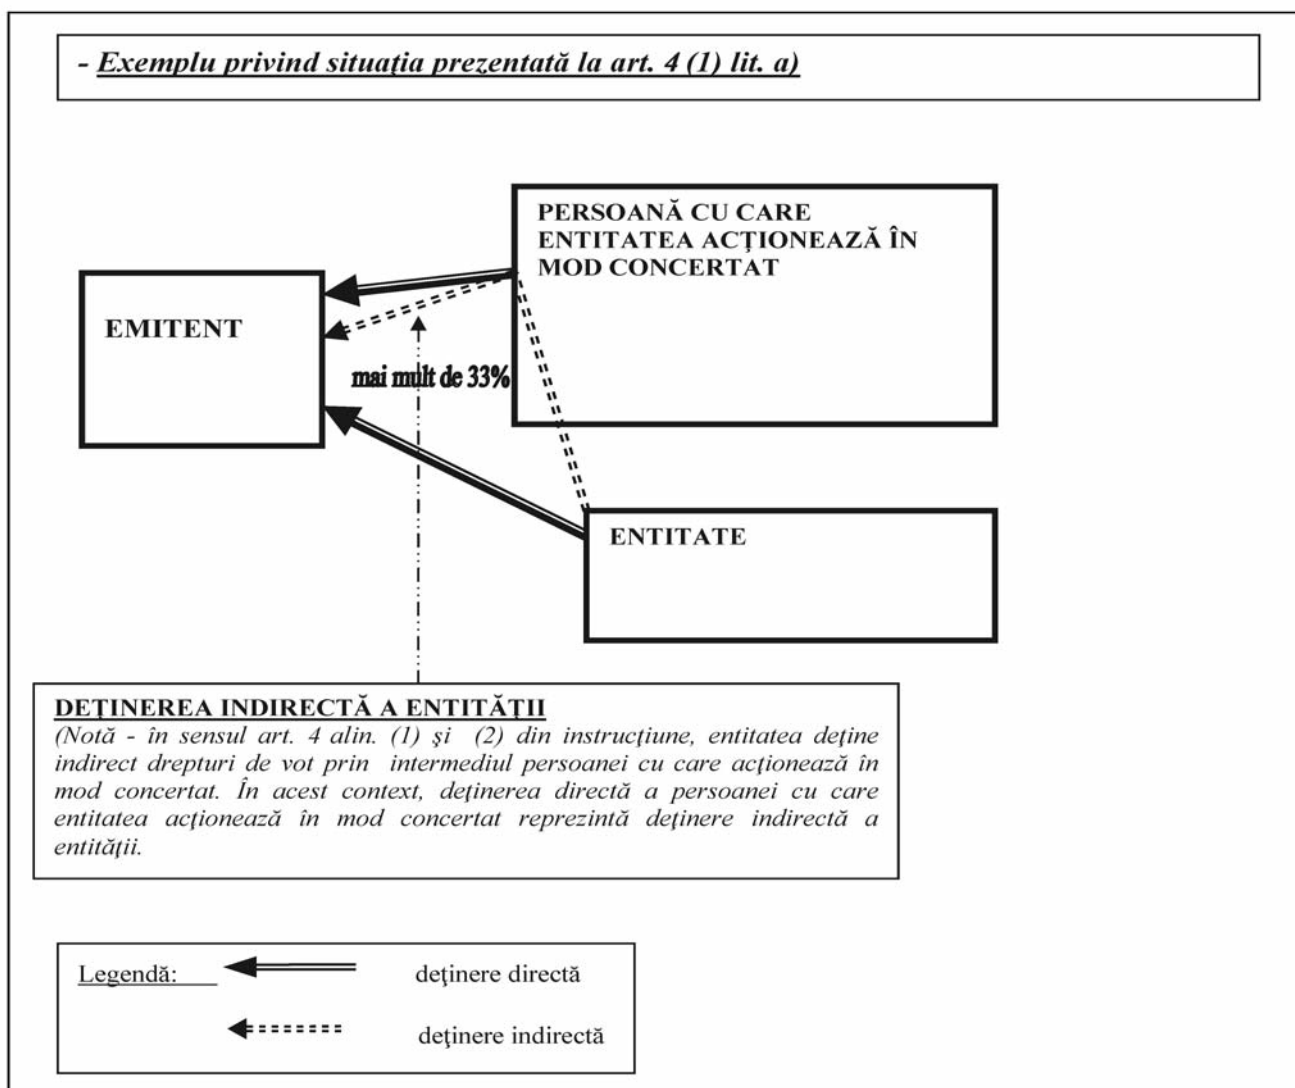 - Exemplu privind situaţia prezentată la art. 4 (1) lit. a)
PERSOANĂ CU CARE
ENTITATEA ACŢIONEAZĂ ÎN
MOD CONCERTAT
EMITENT
mai mult de 33%
ENTITATE
DEŢINEREA INDIRECTĂ A ENTITĂŢII
(Notă - în sensul art. 4 alin. (1) şi (2) din instrucţiune, entitatea deţine
indirect drepturi de vot prin intermediul persoanei cu care acţionează în
mod concertat. În acest context, deţinerea directă a persoanei cu care
entitatea acţionează în mod concertat reprezintă deţinere indirectă a
entităţii.
Legendă:
deţinere directă
deţinere indirectă